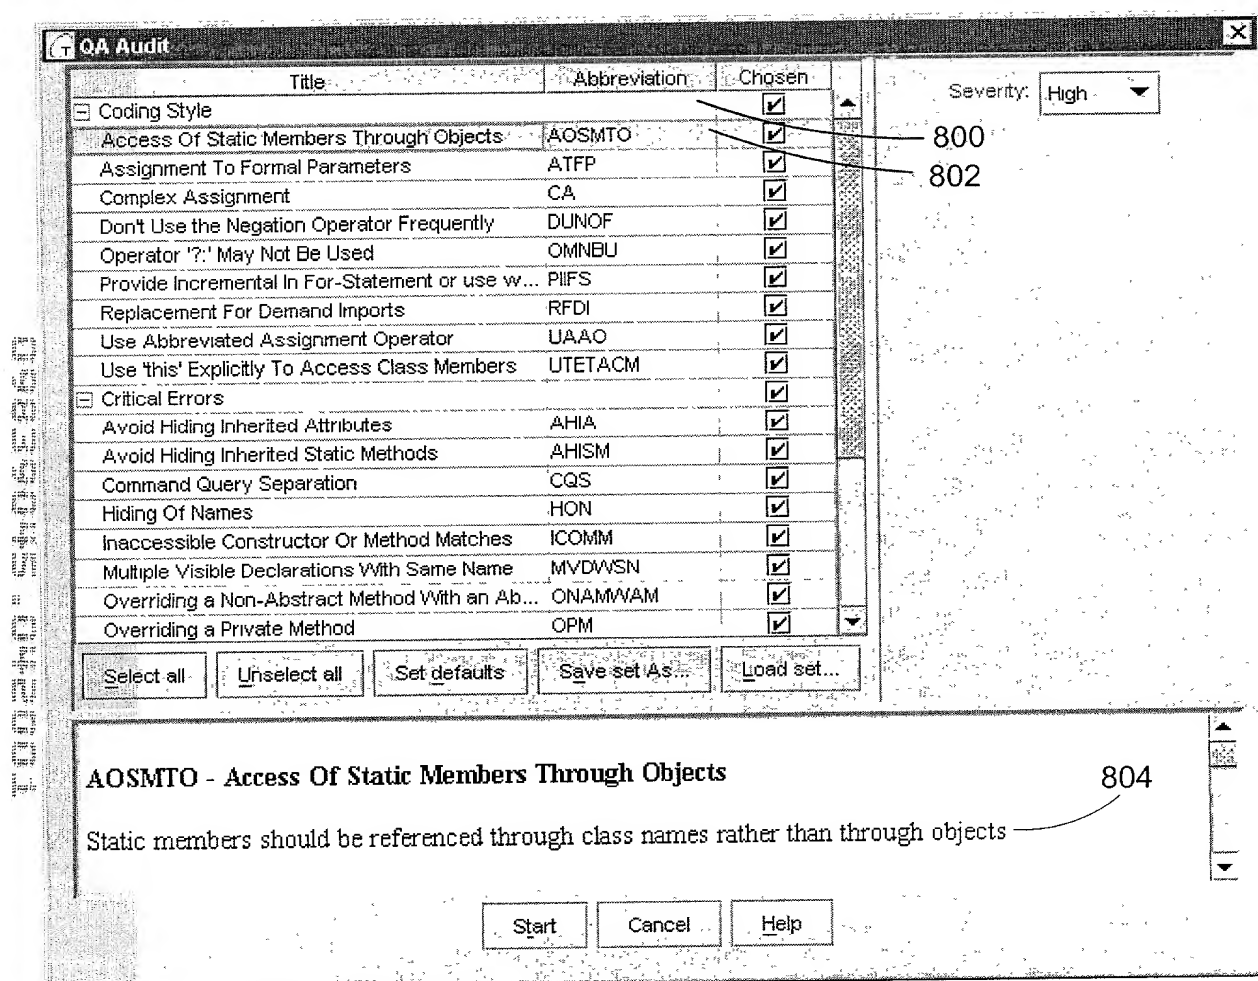 QA Audit
Title Abbreviation Chosen
Severity: High
Coding Style
800
Access Of Static Members Through Objects AOSMTO
802
Assignment To Formal Parameters ATFP
Complex Assignment CA
Don't Use the Negation Operator Frequently DUNOF
Operator '?:' May Not Be Used OMNBU
Provide Incremental In For-Statement or use w... PIIFS
Replacement For Demand Imports RFDI
Use Abbreviated Assignment Operator UAAO
Use 'this' Explicitly To Access Class Members UTETACM
Critical Errors
Avoid Hiding Inherited Attributes AHIA
Avoid Hiding Inherited Static Methods AHISM
Command Query Separation CQS
Hiding Of Names HON
Inaccessible Constructor Or Method Matches ICOMM
Multiple Visible Declarations With Same Name MVDWSN
Overriding a Non-Abstract Method With an Ab... ONAMWAM
Overriding a Private Method OPM
Select all Unselect all Set defaults Save set As... Load set...
AOSMTO - Access Of Static Members Through Objects
804
Static members should be referenced through class names rather than through objects
Start Cancel Help